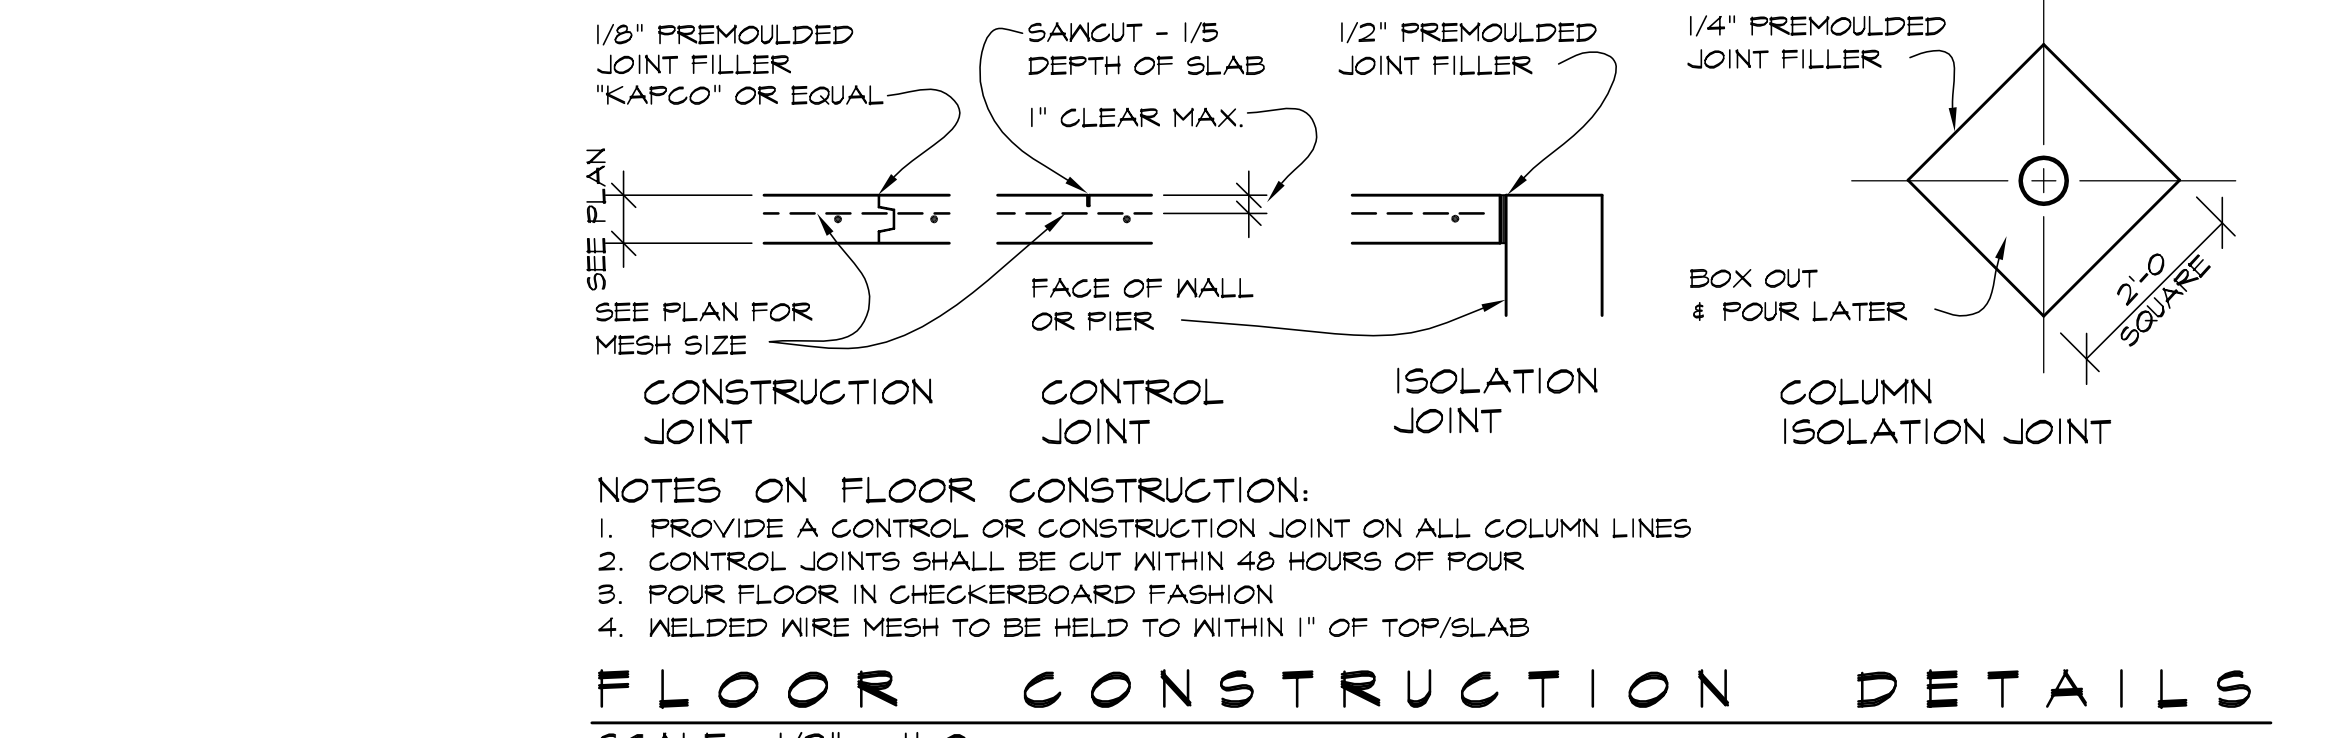 1/8" PREMOULDED
JOINT FILLER
"KAPCO" OR EQUAL
SAWCUT - 1/5
DEPTH OF SLAB
1" CLEAR MAX.
1/2" PREMOULDED
JOINT FILLER
1/4" PREMOULDED
JOINT FILLER
SEE PLAN
SEE PLAN FOR
MESH SIZE
FACE OF WALL
OR PIER
BOX OUT
& POUR LATER
2'-0
SQUARE
CONSTRUCTION
JOINT
CONTROL
JOINT
ISOLATION
JOINT
COLUMN
ISOLATION JOINT
NOTES ON FLOOR CONSTRUCTION:
1. PROVIDE A CONTROL OR CONSTRUCTION JOINT ON ALL COLUMN LINES
2. CONTROL JOINTS SHALL BE CUT WITHIN 48 HOURS OF POUR
3. POUR FLOOR IN CHECKERBOARD FASHION
4. WELDED WIRE MESH TO BE HELD TO WITHIN 1" OF TOP/SLAB
FLOOR CONSTRUCTION DETAILS